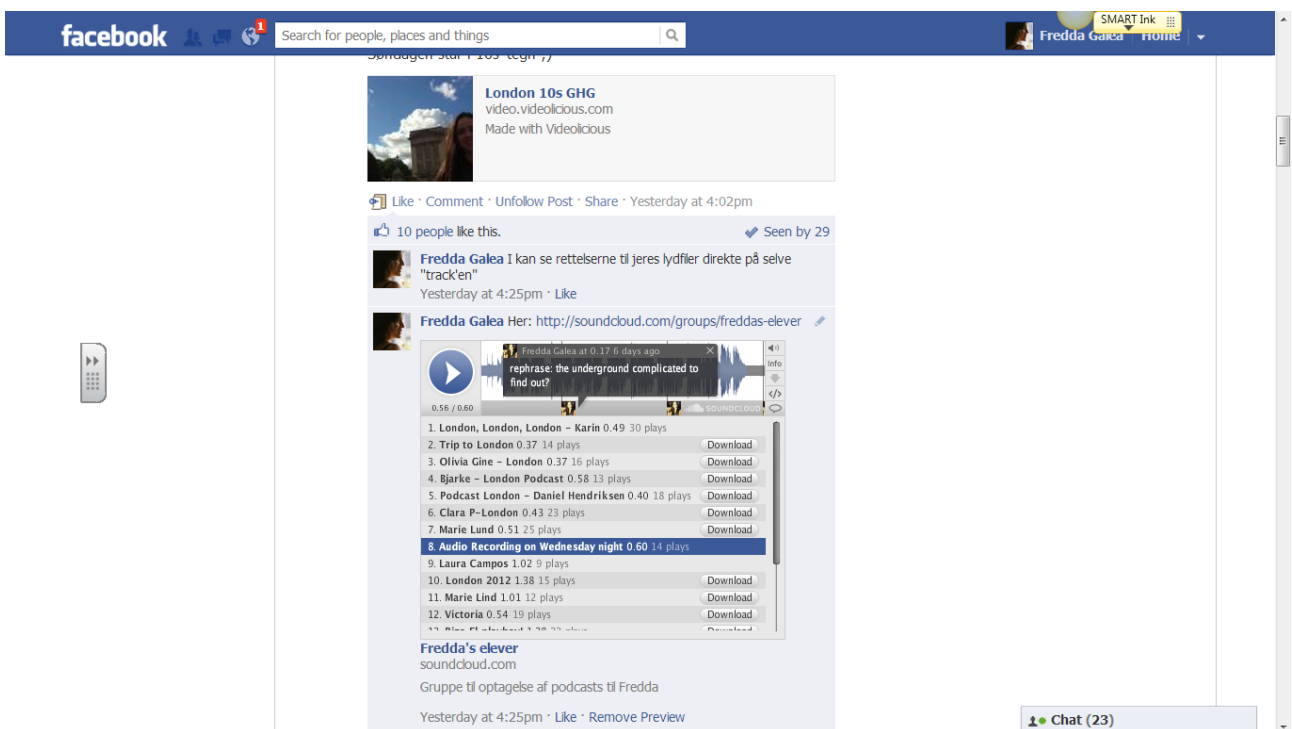 facebook
1
Search for people, places and things
SMART Ink
Fredda Galea Home
London 10s GHG
video.videolicious.com
Made with Videolicious
Like · Comment · Unfollow Post · Share · Yesterday at 4:02pm
10 people like this.
Seen by 29
Fredda Galea I kan se rettelserne til jeres lydfiler direkte på selve
"track'en"
Yesterday at 4:25pm · Like
Fredda Galea Her: http://soundcloud.com/groups/freddas-elever
Fredda Galea at 0.17 6 days ago
rephrase: the underground complicated to
find out?
Info
</>
0.56 / 0.60
SOUNDCLOUD
1. London, London, London - Karin 0.49 30 plays
2. Trip to London 0.37 14 plays Download
3. Olivia Gine - London 0.37 16 plays Download
4. Bjarke - London Podcast 0.58 13 plays Download
5. Podcast London - Daniel Hendriksen 0.40 18 plays Download
6. Clara P-London 0.43 23 plays Download
7. Marie Lund 0.51 25 plays Download
8. Audio Recording on Wednesday night 0.60 14 plays
9. Laura Campos 1.02 9 plays
10. London 2012 1.38 15 plays Download
11. Marie Lind 1.01 12 plays Download
12. Victoria 0.54 19 plays Download
Fredda's elever
soundcloud.com
Gruppe til optagelse af podcasts til Fredda
Yesterday at 4:25pm · Like · Remove Preview
Chat (23)